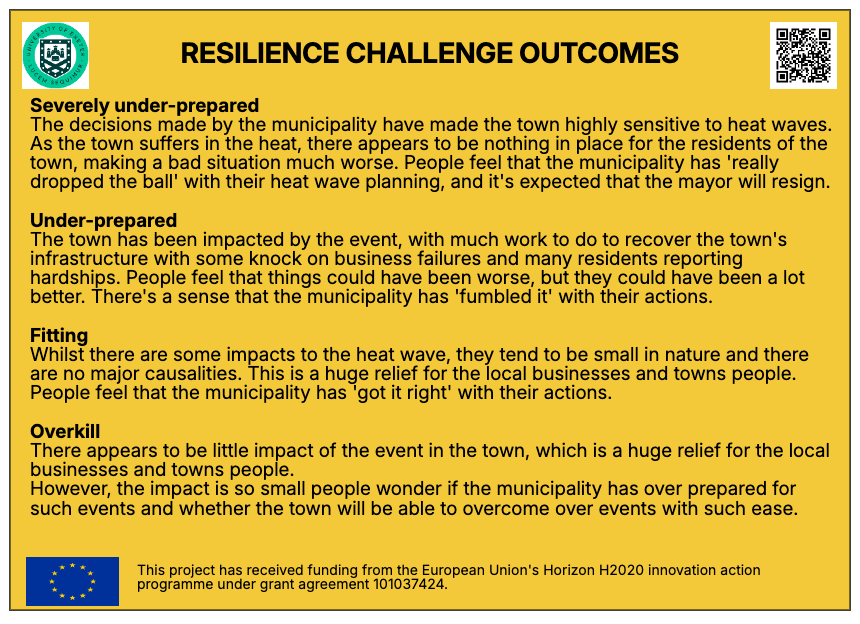 UNIVERSITY OF EXETER
LUCEM SEQUIMUR
RESILIENCE CHALLENGE OUTCOMES
Severely under-prepared
The decisions made by the municipality have made the town highly sensitive to heat waves.
As the town suffers in the heat, there appears to be nothing in place for the residents of the
town, making a bad situation much worse. People feel that the municipality has 'really
dropped the ball' with their heat wave planning, and it's expected that the mayor will resign.
Under-prepared
The town has been impacted by the event, with much work to do to recover the town's
infrastructure with some knock on business failures and many residents reporting
hardships. People feel that things could have been worse, but they could have been a lot
better. There's a sense that the municipality has 'fumbled it' with their actions.
Fitting
Whilst there are some impacts to the heat wave, they tend to be small in nature and there
are no major causalities. This is a huge relief for the local businesses and towns people.
People feel that the municipality has 'got it right' with their actions.
Overkill
There appears to be little impact of the event in the town, which is a huge relief for the local
businesses and towns people.
However, the impact is so small people wonder if the municipality has over prepared for
such events and whether the town will be able to overcome over events with such ease.
This project has received funding from the European Union's Horizon H2020 innovation action
programme under grant agreement 101037424.